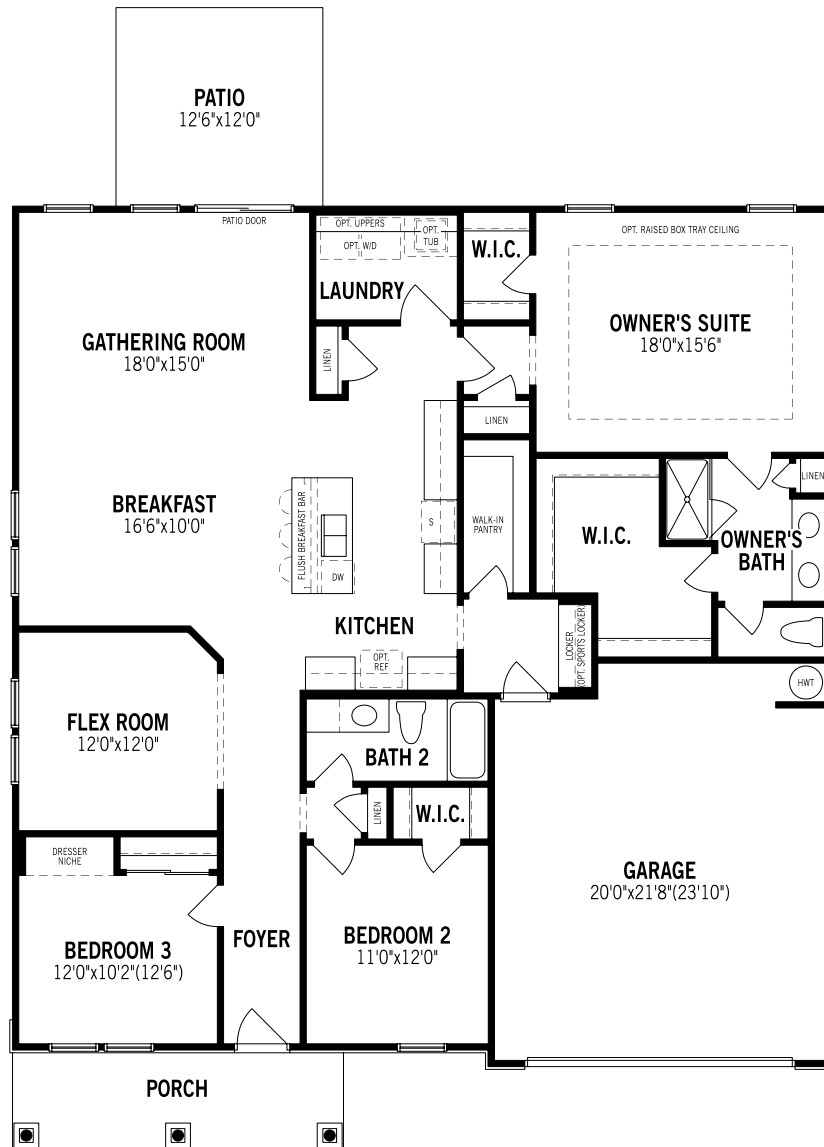 PATIO
12'6"x12'0"
PATIO DOOR
OPT. UPPERS
OPT. W/D
OPT.
TUB
LAUNDRY
W.I.C.
OPT. RAISED BOX TRAY CEILING
OWNER'S SUITE
18'0"x15'6"
GATHERING ROOM
18'0"x15'0"
LINEN
LINEN
BREAKFAST
16'6"x10'0"
FLUSH BREAKFAST BAR
DW
S
WALK-IN
PANTRY
W.I.C.
LINEN
OWNER'S
BATH
KITCHEN
OPT.
REF
LOCKER
(OPT. SPORTS LOCKER)
HWT
FLEX ROOM
12'0"x12'0"
BATH 2
LINEN
W.I.C.
DRESSER
NICHE
GARAGE
20'0"x21'8"(23'10")
BEDROOM 3
12'0"x10'2"(12'6")
FOYER
BEDROOM 2
11'0"x12'0"
PORCH